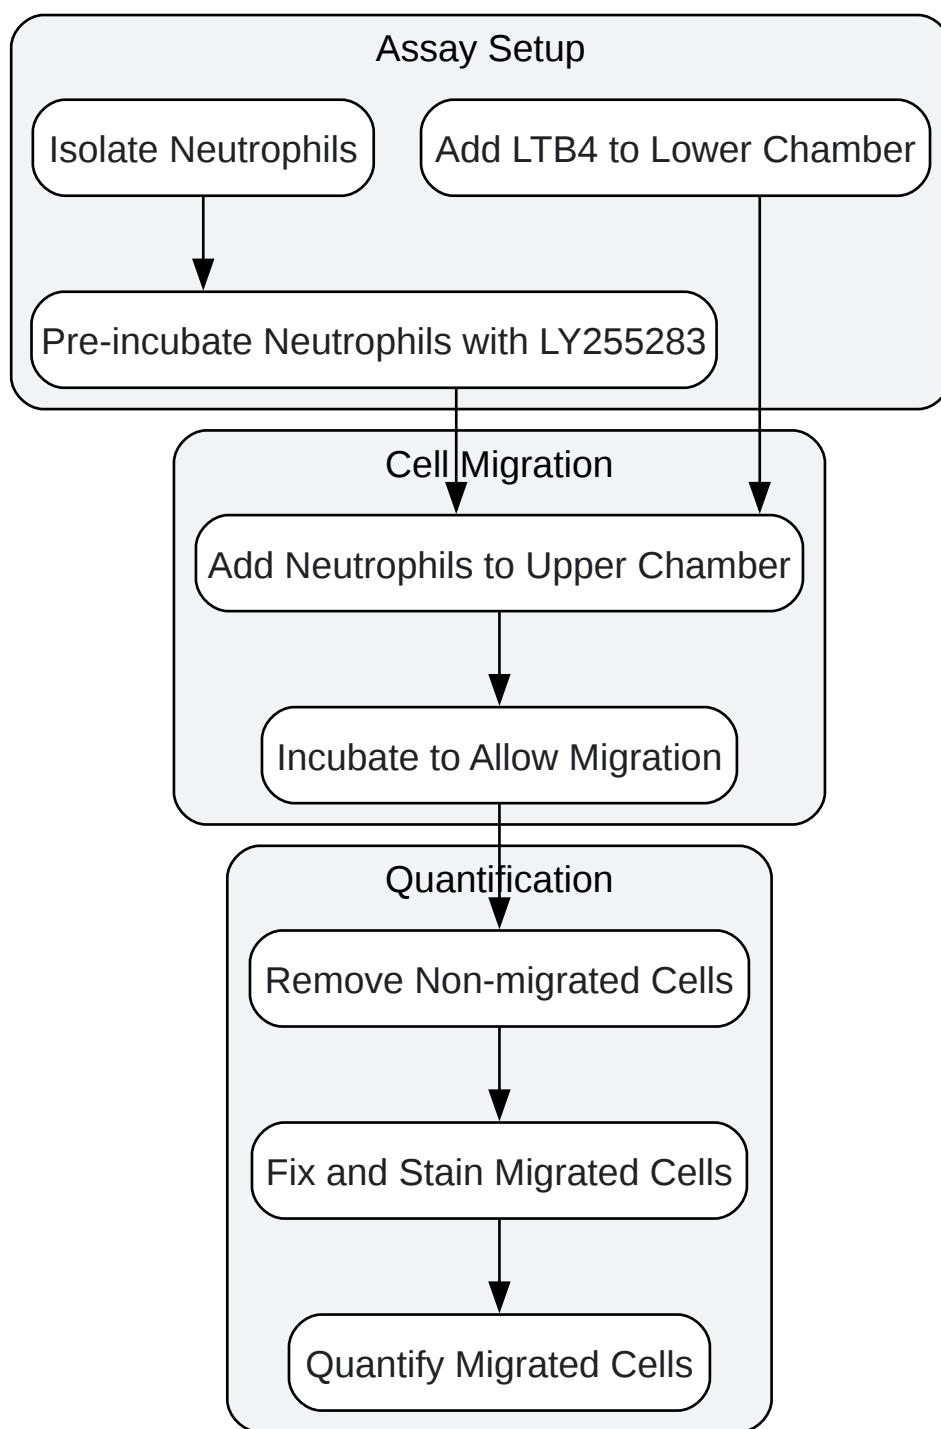 Assay Setup
Isolate Neutrophils
Add LTB4 to Lower Chamber
Pre-incubate Neutrophils with LY255283
Cell Migration
Add Neutrophils to Upper Chamber
Incubate to Allow Migration
Quantification
Remove Non-migrated Cells
Fix and Stain Migrated Cells
Quantify Migrated Cells